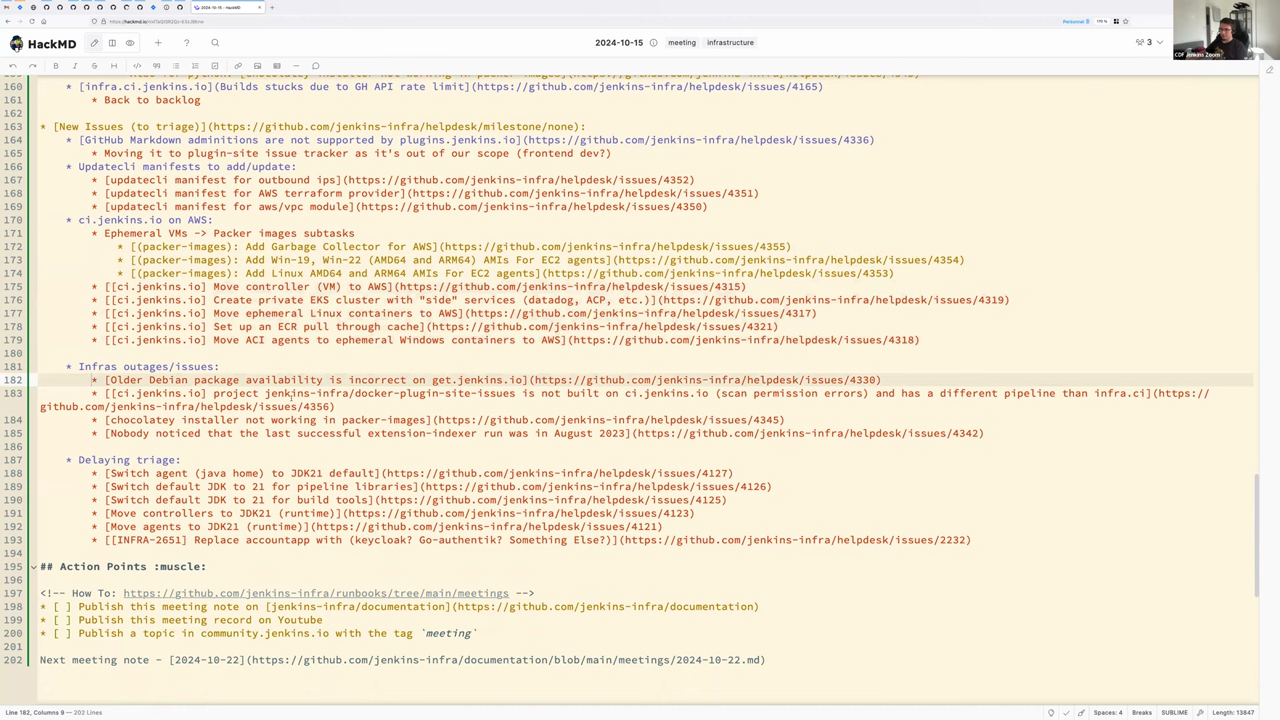 2024-10-15 - HackMD
https://hackmd.io/
Personnel
170 %
HackMD
2024-10-15
meeting
infrastructure
3
CDF Jenkins Zoom
160 * [infra.ci.jenkins.io](Builds stucks due to GH API rate limit](https://github.com/jenkins-infra/helpdesk/issues/4165)
161 * Back to backlog
162
163 * [New Issues (to triage)](https://github.com/jenkins-infra/helpdesk/milestone/none):
164 * [GitHub Markdown adminitions are not supported by plugins.jenkins.io](https://github.com/jenkins-infra/helpdesk/issues/4336)
165 * Moving it to plugin-site issue tracker as it's out of our scope (frontend dev?)
166 * Updatecli manifests to add/update:
167 * [updatecli manifest for outbound ips](https://github.com/jenkins-infra/helpdesk/issues/4352)
168 * [updatecli manifest for AWS terraform provider](https://github.com/jenkins-infra/helpdesk/issues/4351)
169 * [updatecli manifest for aws/vpc module](https://github.com/jenkins-infra/helpdesk/issues/4350)
170 * ci.jenkins.io on AWS:
171 * Ephemeral VMs -> Packer images subtasks
172 * [(packer-images): Add Garbage Collector for AWS](https://github.com/jenkins-infra/helpdesk/issues/4355)
173 * [(packer-images): Add Win-19, Win-22 (AMD64 and ARM64) AMIs For EC2 agents](https://github.com/jenkins-infra/helpdesk/issues/4354)
174 * [(packer-images): Add Linux AMD64 and ARM64 AMIs For EC2 agents](https://github.com/jenkins-infra/helpdesk/issues/4353)
175 * [[ci.jenkins.io] Move controller (VM) to AWS](https://github.com/jenkins-infra/helpdesk/issues/4315)
176 * [[ci.jenkins.io] Create private EKS cluster with "side" services (datadog, ACP, etc.)](https://github.com/jenkins-infra/helpdesk/issues/4319)
177 * [[ci.jenkins.io] Move ephemeral Linux containers to AWS](https://github.com/jenkins-infra/helpdesk/issues/4317)
178 * [[ci.jenkins.io] Set up an ECR pull through cache](https://github.com/jenkins-infra/helpdesk/issues/4321)
179 * [[ci.jenkins.io] Move ACI agents to ephemeral Windows containers to AWS](https://github.com/jenkins-infra/helpdesk/issues/4318)
180
181 * Infras outages/issues:
182 * [Older Debian package availability is incorrect on get.jenkins.io](https://github.com/jenkins-infra/helpdesk/issues/4330)
183 * [[ci.jenkins.io] project jenkins-infra/docker-plugin-site-issues is not built on ci.jenkins.io (scan permission errors) and has a different pipeline than infra.ci](https://
github.com/jenkins-infra/helpdesk/issues/4356)
184 * [chocolatey installer not working in packer-images](https://github.com/jenkins-infra/helpdesk/issues/4345)
185 * [Nobody noticed that the last successful extension-indexer run was in August 2023](https://github.com/jenkins-infra/helpdesk/issues/4342)
186
187 * Delaying triage:
188 * [Switch agent (java home) to JDK21 default](https://github.com/jenkins-infra/helpdesk/issues/4127)
189 * [Switch default JDK to 21 for pipeline libraries](https://github.com/jenkins-infra/helpdesk/issues/4126)
190 * [Switch default JDK to 21 for build tools](https://github.com/jenkins-infra/helpdesk/issues/4125)
191 * [Move controllers to JDK21 (runtime)](https://github.com/jenkins-infra/helpdesk/issues/4123)
192 * [Move agents to JDK21 (runtime)](https://github.com/jenkins-infra/helpdesk/issues/4121)
193 * [[INFRA-2651] Replace accountapp with (keycloak? Go-authentik? Something Else?)](https://github.com/jenkins-infra/helpdesk/issues/2232)
194
195 ## Action Points :muscle:
196
197 <!-- How To: https://github.com/jenkins-infra/runbooks/tree/main/meetings -->
198 * [ ] Publish this meeting note on [jenkins-infra/documentation](https://github.com/jenkins-infra/documentation)
199 * [ ] Publish this meeting record on Youtube
200 * [ ] Publish a topic in community.jenkins.io with the tag `meeting`
201
202 Next meeting note - [2024-10-22](https://github.com/jenkins-infra/documentation/blob/main/meetings/2024-10-22.md)
Line 182, Columns 9 — 202 Lines
Spaces: 4
Breaks
SUBLIME
Length: 13847